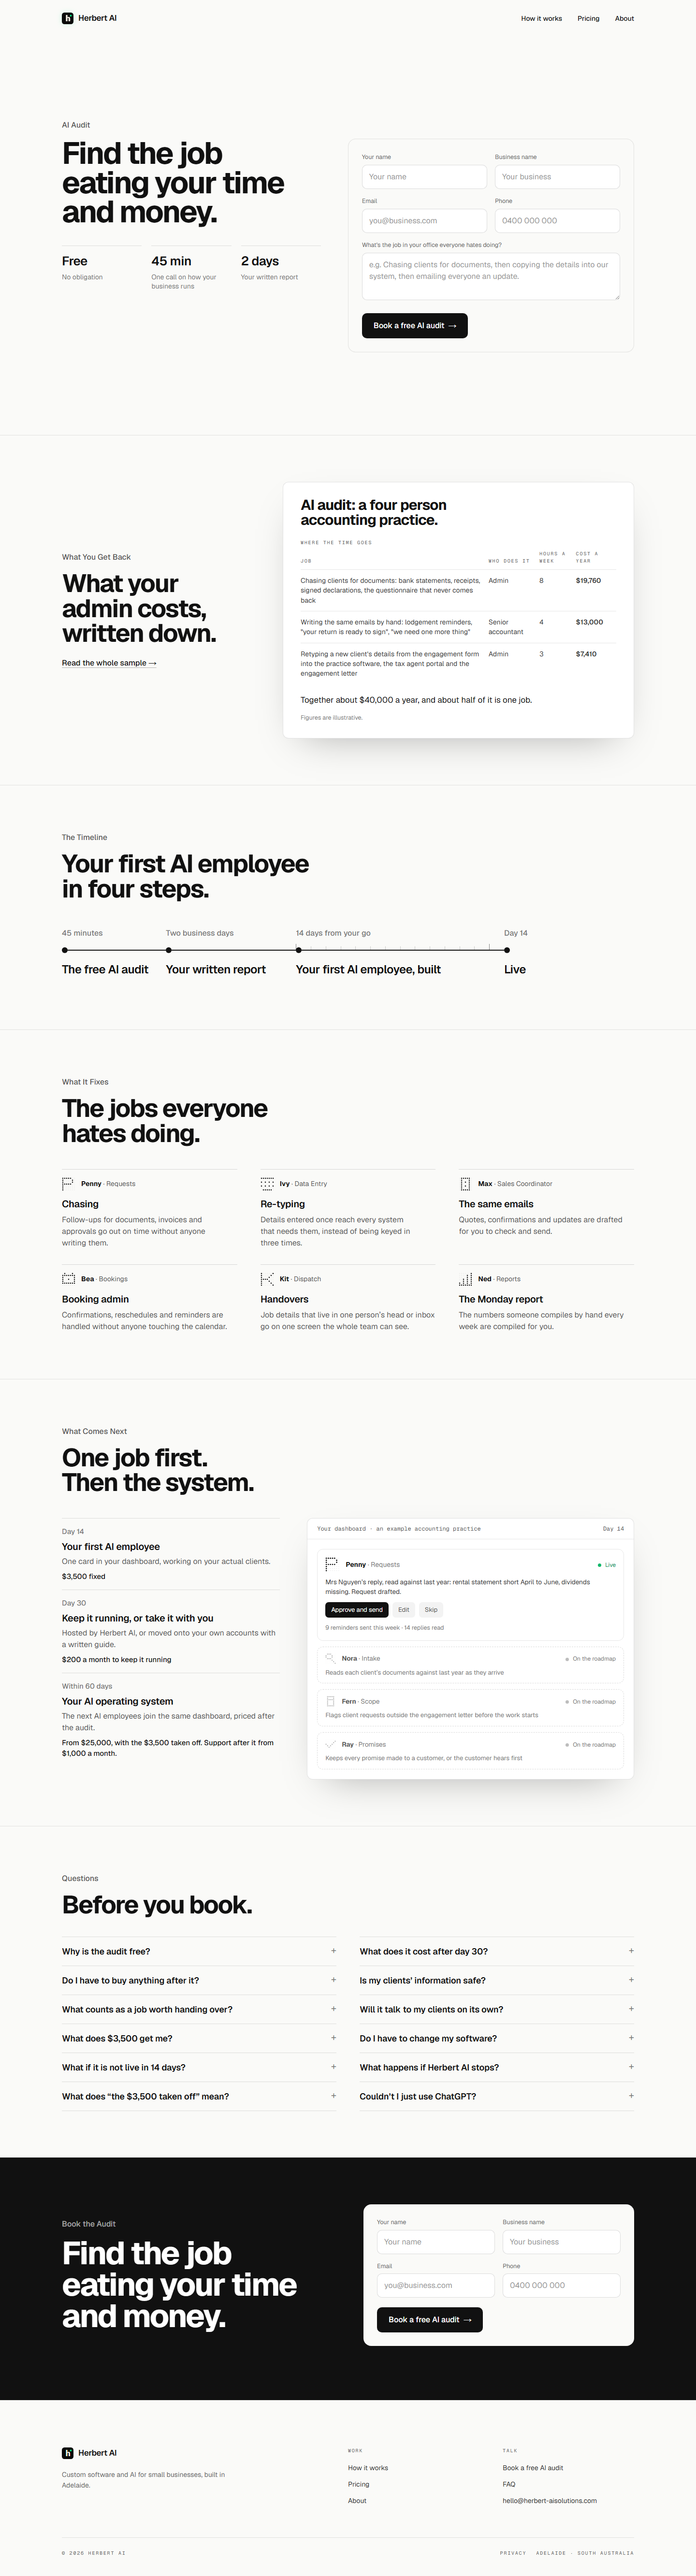 Herbert AI
How it works
Pricing
About
AI Audit
Find the job
eating your time
and money.
Free
No obligation
45 min
One call on how your
business runs
2 days
Your written report
Your name
Business name
Your name
Your business
Email
Phone
you@business.com
0400 000 000
What's the job in your office everyone hates doing?
e.g. Chasing clients for documents, then copying the details into our
system, then emailing everyone an update.
Book a free AI audit →
What You Get Back
What your
admin costs,
written down.
Read the whole sample →
AI audit: a four person
accounting practice.
WHERE THE TIME GOES
JOB
WHO DOES IT
HOURS A
WEEK
COST A
YEAR
Chasing clients for documents: bank statements, receipts,
signed declarations, the questionnaire that never comes
back
Admin
8
$19,760
Writing the same emails by hand: lodgement reminders,
"your return is ready to sign", "we need one more thing"
Senior
accountant
4
$13,000
Retyping a new client's details from the engagement form
into the practice software, the tax agent portal and the
engagement letter
Admin
3
$7,410
Together about $40,000 a year, and about half of it is one job.
Figures are illustrative.
The Timeline
Your first AI employee
in four steps.
45 minutes
Two business days
14 days from your go
Day 14
The free AI audit
Your written report
Your first AI employee, built
Live
What It Fixes
The jobs everyone
hates doing.
Penny · Requests
Chasing
Follow-ups for documents, invoices and
approvals go out on time without anyone
writing them.
Ivy · Data Entry
Re-typing
Details entered once reach every system
that needs them, instead of being keyed in
three times.
Max · Sales Coordinator
The same emails
Quotes, confirmations and updates are drafted
for you to check and send.
Bea · Bookings
Booking admin
Confirmations, reschedules and reminders are
handled without anyone touching the calendar.
Kit · Dispatch
Handovers
Job details that live in one person's head or inbox
go on one screen the whole team can see.
Ned · Reports
The Monday report
The numbers someone compiles by hand every
week are compiled for you.
What Comes Next
One job first.
Then the system.
Day 14
Your first AI employee
One card in your dashboard, working on your actual clients.
$3,500 fixed
Day 30
Keep it running, or take it with you
Hosted by Herbert AI, or moved onto your own accounts with
a written guide.
$200 a month to keep it running
Within 60 days
Your AI operating system
The next AI employees join the same dashboard, priced after
the audit.
From $25,000, with the $3,500 taken off. Support after it from
$1,000 a month.
Your dashboard · an example accounting practice
Day 14
Penny · Requests
Live
Mrs Nguyen's reply, read against last year: rental statement short April to June, dividends
missing. Request drafted.
Approve and send
Edit
Skip
9 reminders sent this week · 14 replies read
Nora · Intake
On the roadmap
Reads each client's documents against last year as they arrive
Fern · Scope
On the roadmap
Flags client requests outside the engagement letter before the work starts
Ray · Promises
On the roadmap
Keeps every promise made to a customer, or the customer hears first
Questions
Before you book.
Why is the audit free? +
Do I have to buy anything after it? +
What counts as a job worth handing over? +
What does $3,500 get me? +
What if it is not live in 14 days? +
What does “the $3,500 taken off” mean? +
What does it cost after day 30? +
Is my clients' information safe? +
Will it talk to my clients on its own? +
Do I have to change my software? +
What happens if Herbert AI stops? +
Couldn't I just use ChatGPT? +
Book the Audit
Find the job
eating your time
and money.
Your name
Business name
Your name
Your business
Email
Phone
you@business.com
0400 000 000
Book a free AI audit →
Herbert AI
Custom software and AI for small businesses, built in
Adelaide.
WORK
How it works
Pricing
About
TALK
Book a free AI audit
FAQ
hello@herbert-aisolutions.com
© 2026 HERBERT AI
PRIVACY
ADELAIDE · SOUTH AUSTRALIA